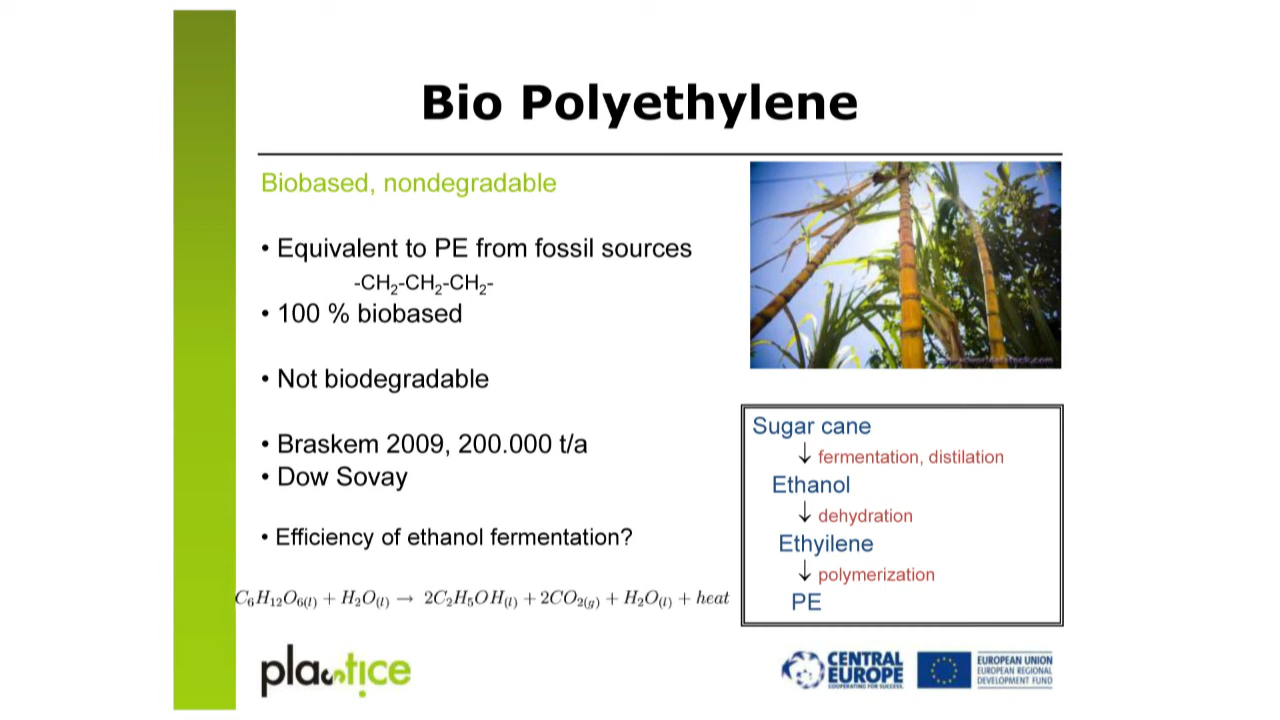 Bio Polyethylene
Biobased, nondegradable
• Equivalent to PE from fossil sources
-CH₂-CH₂-CH₂-
• 100 % biobased
• Not biodegradable
• Braskem 2009, 200.000 t/a
• Dow Sovay
• Efficiency of ethanol fermentation?
C₆H₁₂O₆₍ₗ₎ + H₂O₍ₗ₎ → 2C₂H₅OH₍ₗ₎ + 2CO₂(g) + H₂O₍ₗ₎ + heat
Sugar cane
↓ fermentation, distilation
Ethanol
↓ dehydration
Ethyilene
↓ polymerization
PE
plastice
CENTRAL
EUROPE
COOPERATING FOR SUCCESS.
EUROPEAN UNION
EUROPEAN REGIONAL
DEVELOPMENT FUND